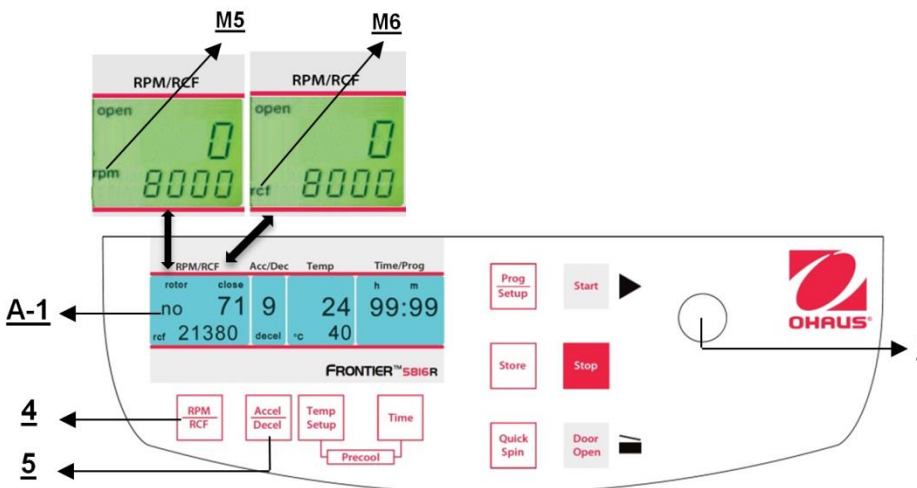 M5
M6
RPM/RCF
open
0
rpm 8000
RPM/RCF
open
0
rcf 8000
RPM/RCF Acc/Dec Temp Time/Prog
rotor close h m
no 71 9 24 99:99
rcf 21380 decel °C 40
FRONTIER™ 5816R
A-1
4
5
RPM
RCF
Accel
Decel
Temp
Setup
Time
Precool
Prog
Setup
Start
Store
Stop
Quick
Spin
Door
Open
OHAUS®